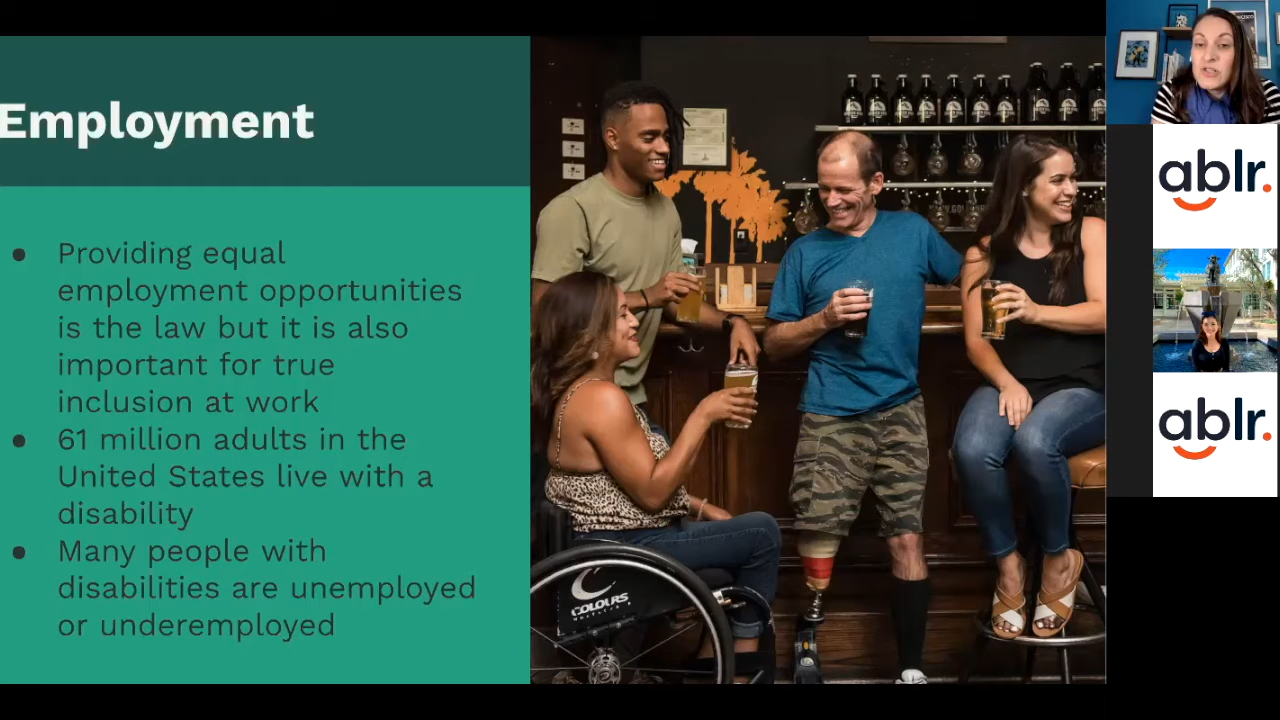 Employment
● Providing equal
employment opportunities
is the law but it is also
important for true
inclusion at work
● 61 million adults in the
United States live with a
disability
● Many people with
disabilities are unemployed
or underemployed
COLOURS
ablr.
ablr.